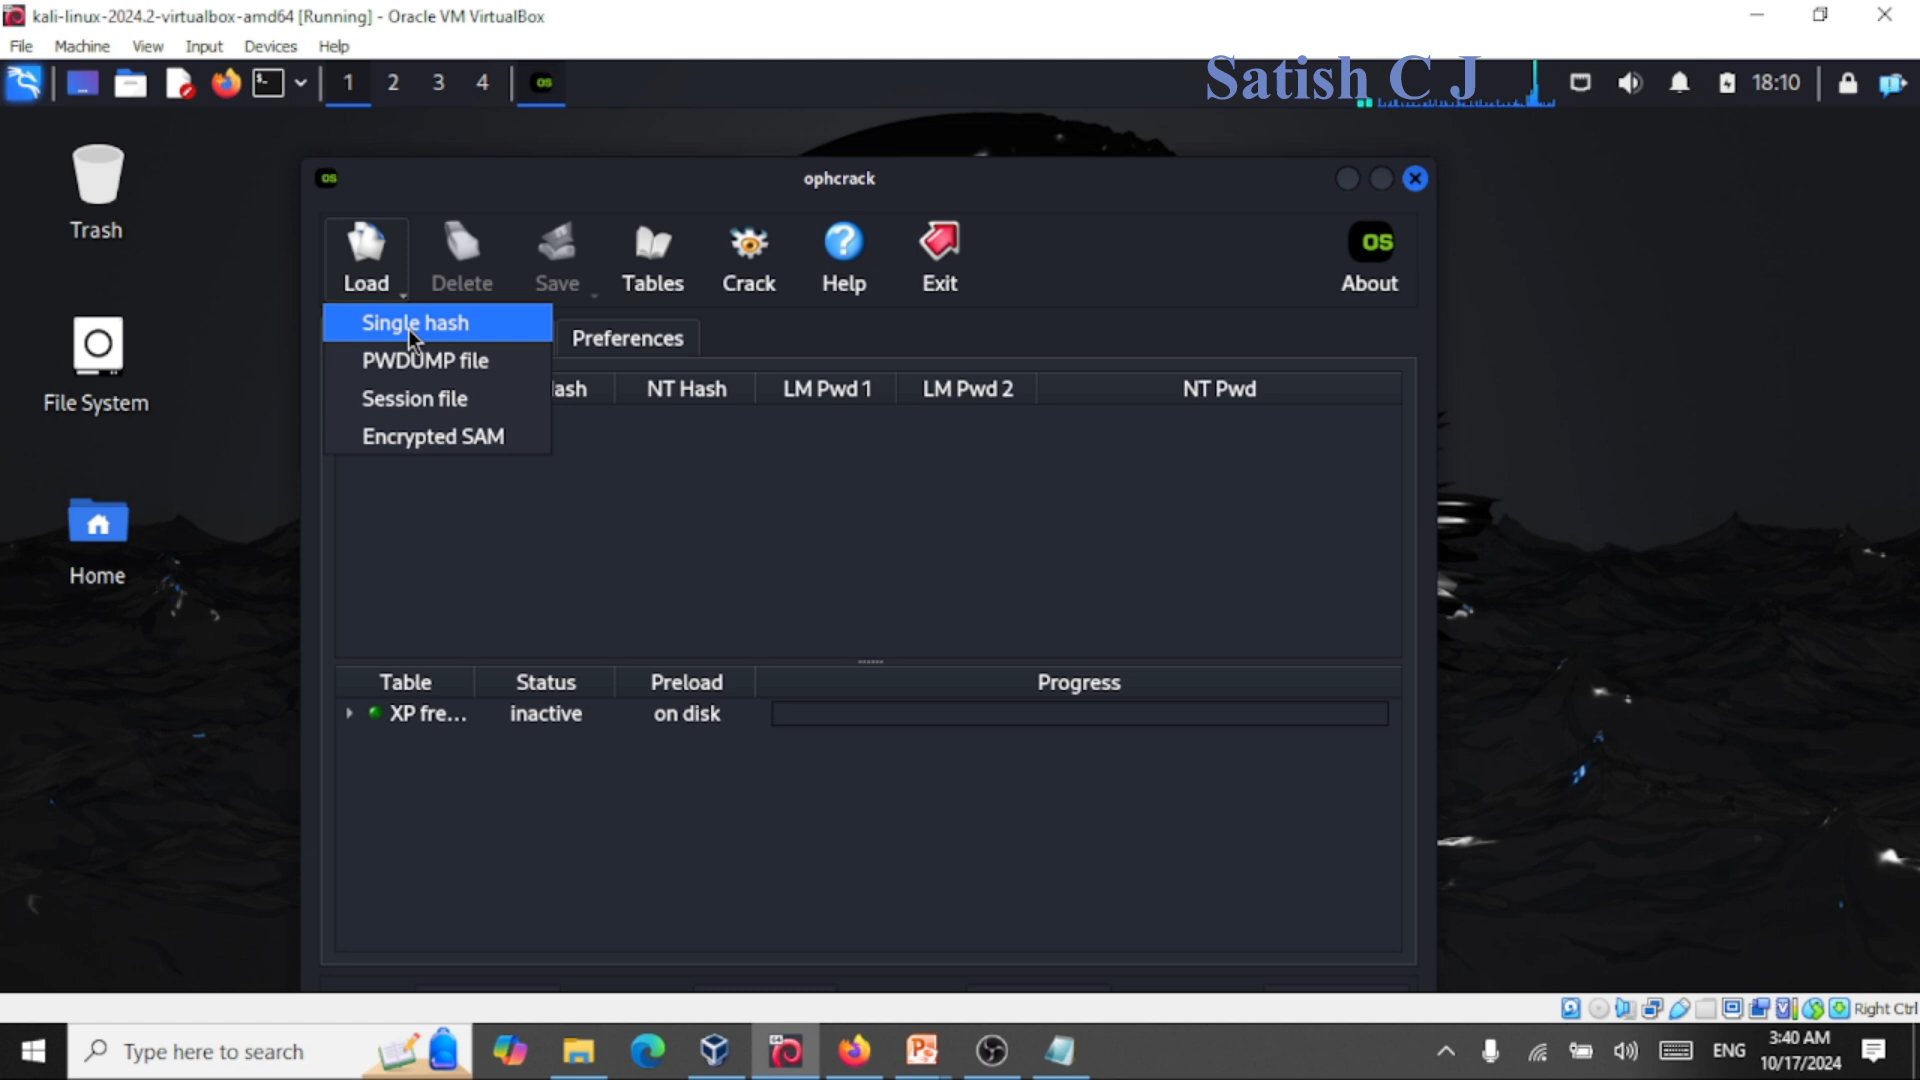 kali-linux-2024.2-virtualbox-amd64 [Running] - Oracle VM VirtualBox
File Machine View Input Devices Help
1 2 3 4 os
Satish C J
18:10
Trash
File System
Home
os ophcrack
Load Delete Save Tables Crack Help Exit
OS
About
Single hash
PWDUMP file
Session file
Encrypted SAM
Preferences
ash NT Hash LM Pwd 1 LM Pwd 2 NT Pwd
Table Status Preload Progress
XP fre... inactive on disk
Right Ctrl
Type here to search
ENG
3:40 AM
10/17/2024